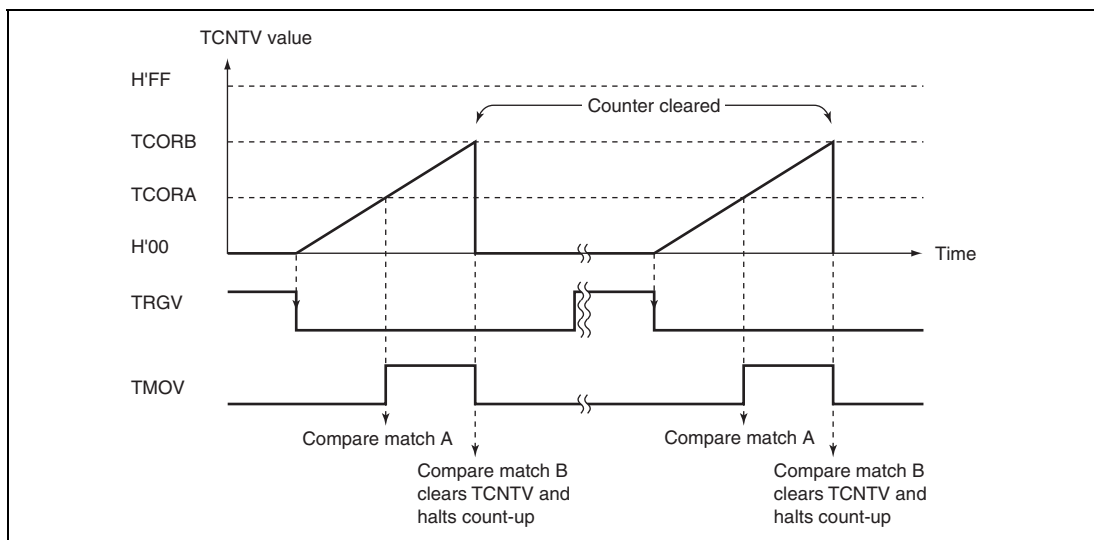 TCNTV value
H'FF
Counter cleared
TCORB
TCORA
H'00
Time
TRGV
TMOV
Compare match A
Compare match A
Compare match B
clears TCNTV and
halts count-up
Compare match B
clears TCNTV and
halts count-up